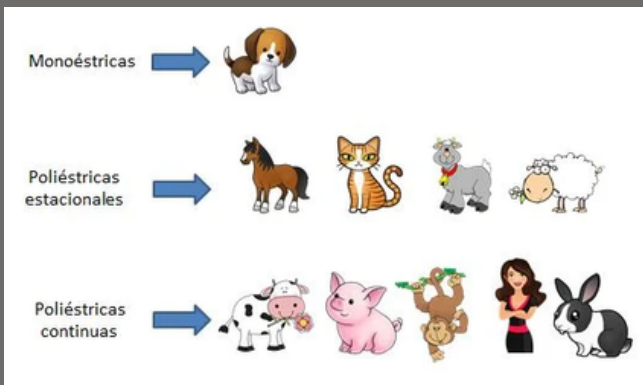 Monoéstricas
Poliéstricas
estacionales
Poliéstricas
continuas